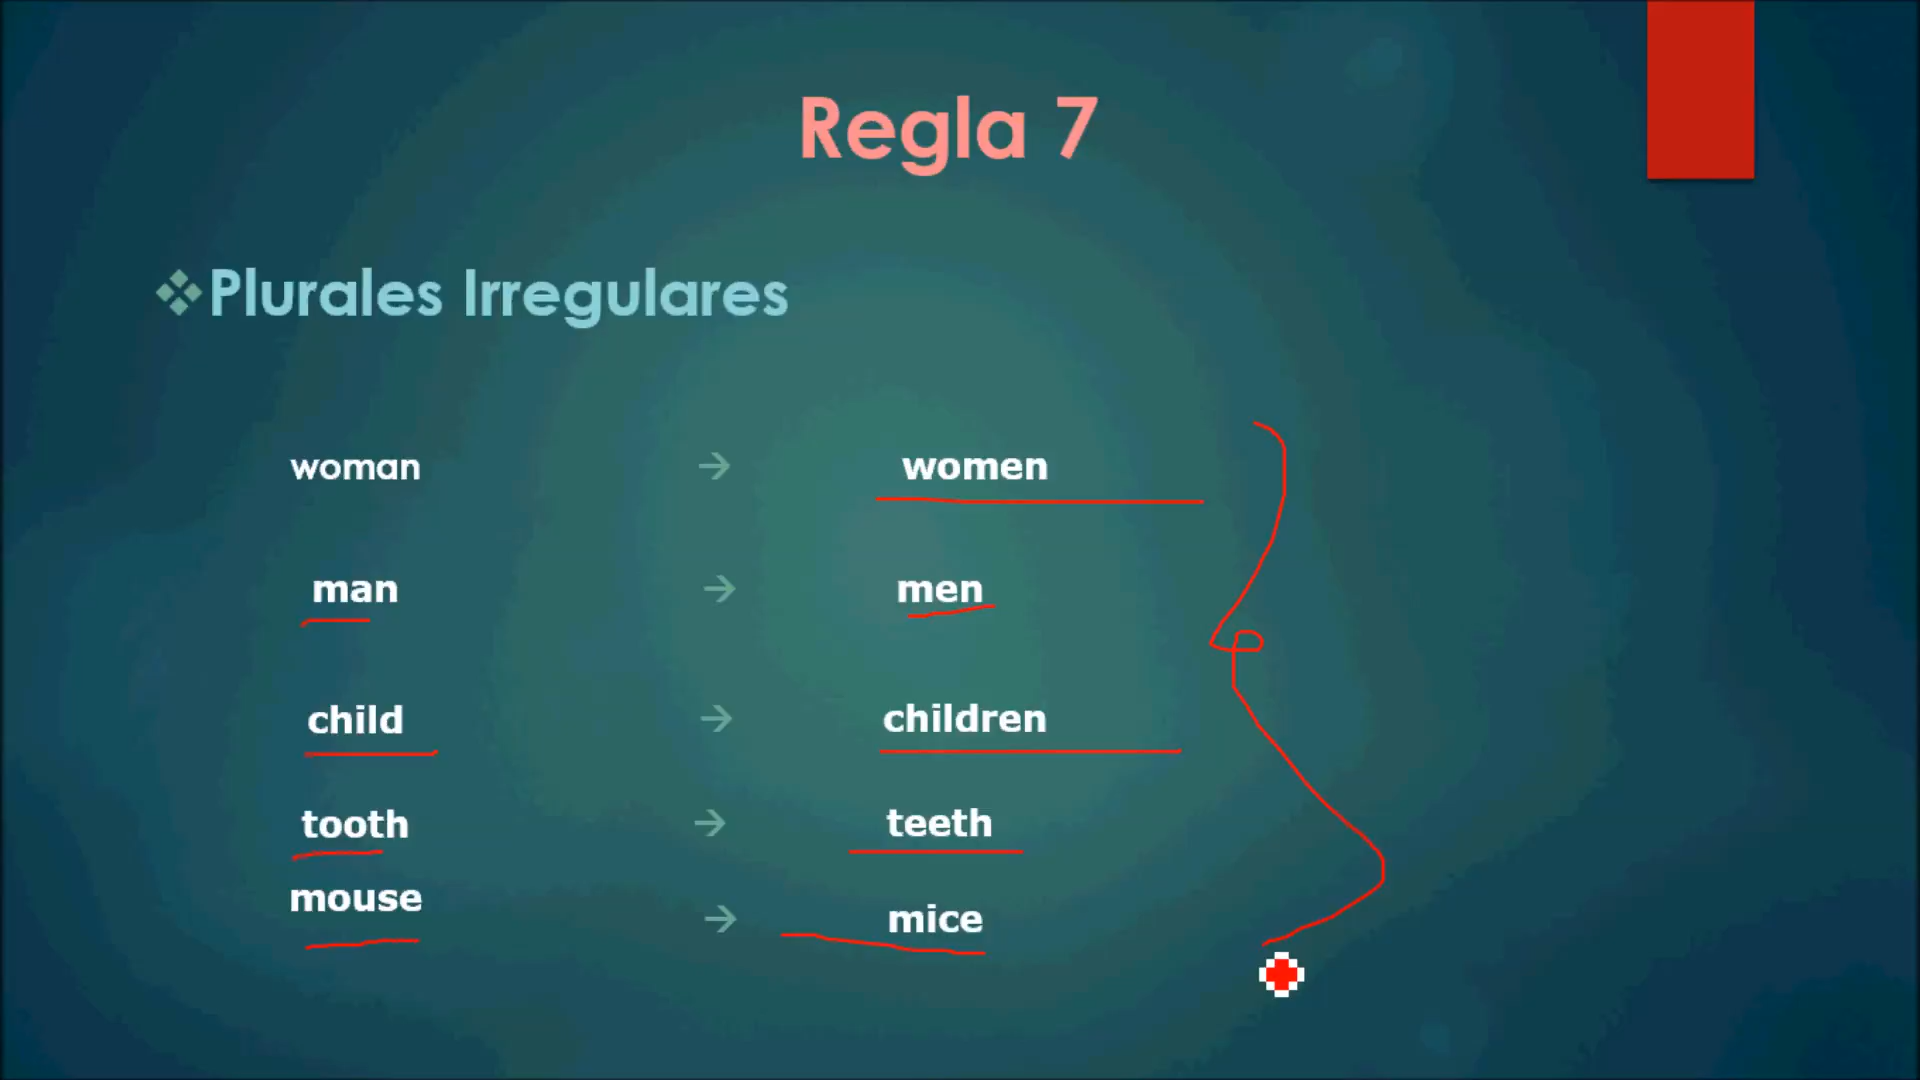 Regla 7
❖Plurales Irregulares
woman → women
man → men
child → children
tooth → teeth
mouse → mice